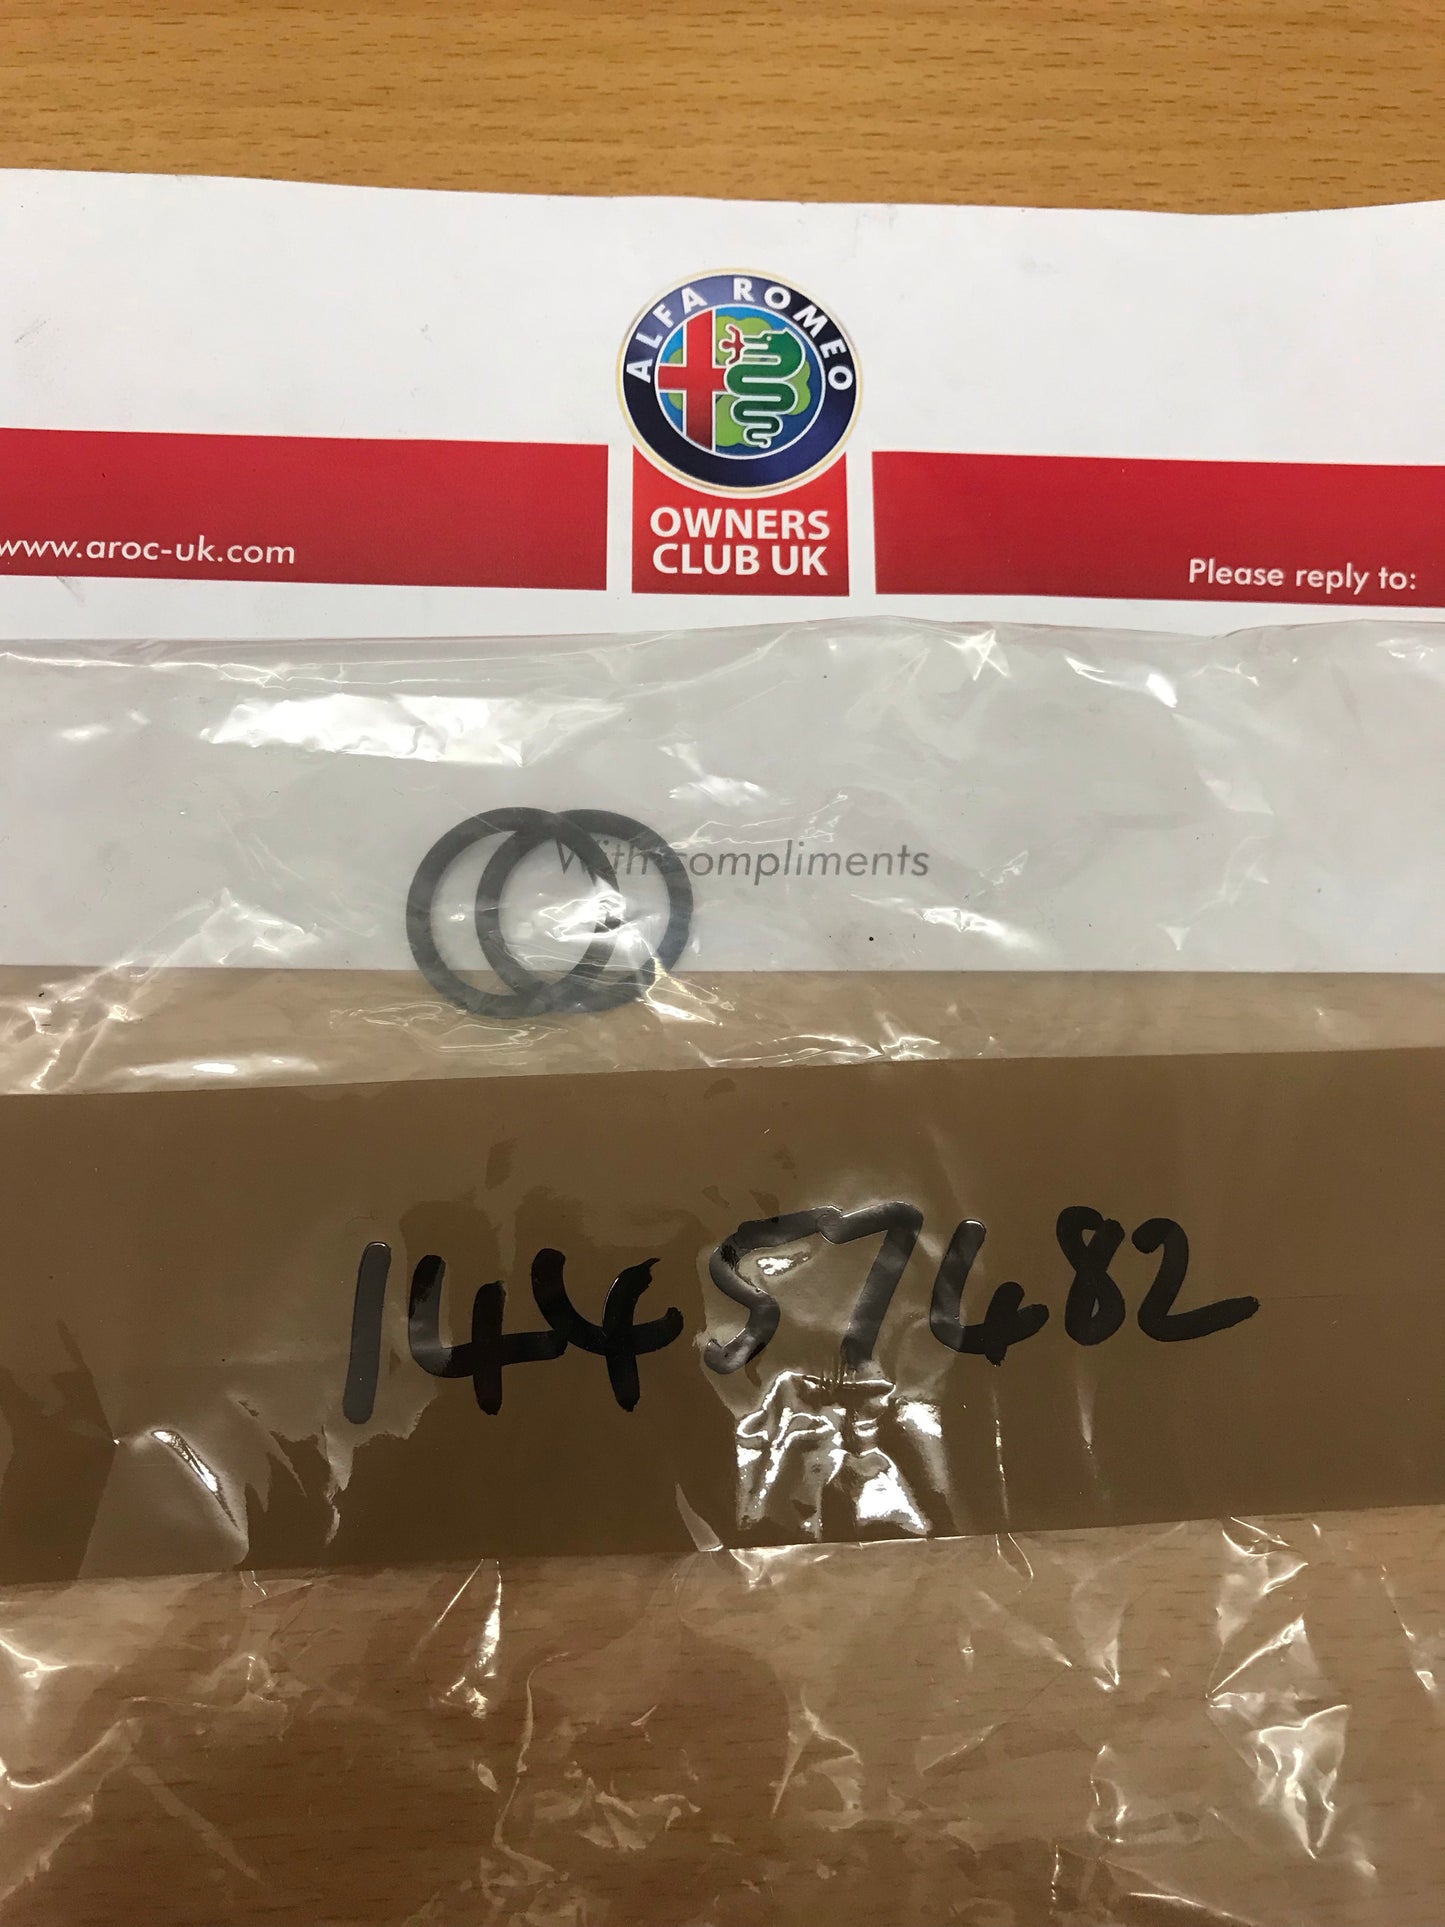 ALFA ROMEO
OWNERS
CLUB UK
www.aroc-uk.com
Please reply to:
With compliments
14457482